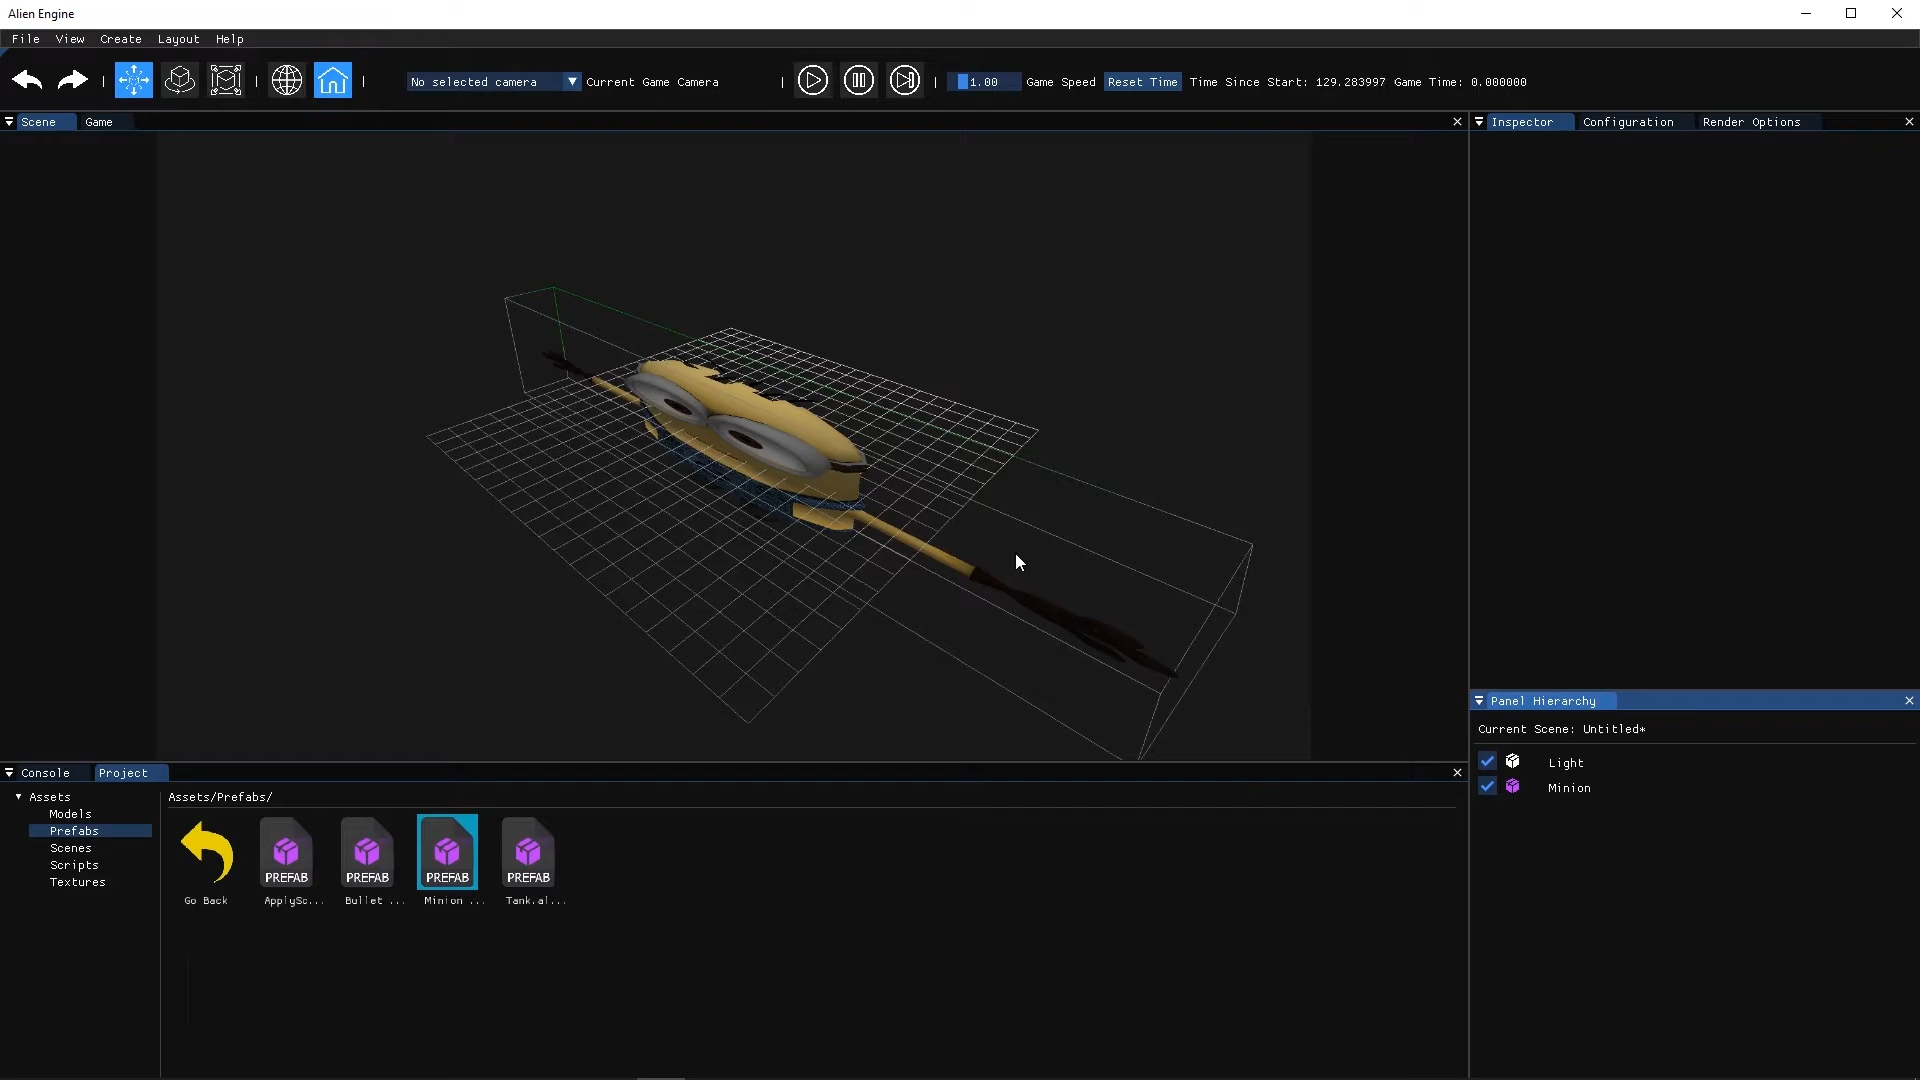 Alien Engine
File View Create Layout Help
No selected camera Current Game Camera 1.00 Game Speed Reset Time Time Since Start: 129.283997 Game Time: 0.000000
Scene Game
Inspector Configuration Render Options
Panel Hierarchy
Current Scene: Untitled*
Light
Minion
Console Project
Assets
Models
Prefabs
Scenes
Scripts
Textures
Assets/Prefabs/
PREFAB PREFAB PREFAB PREFAB
Go Back ApplySc... Bullet ... Minion ... Tank.al...